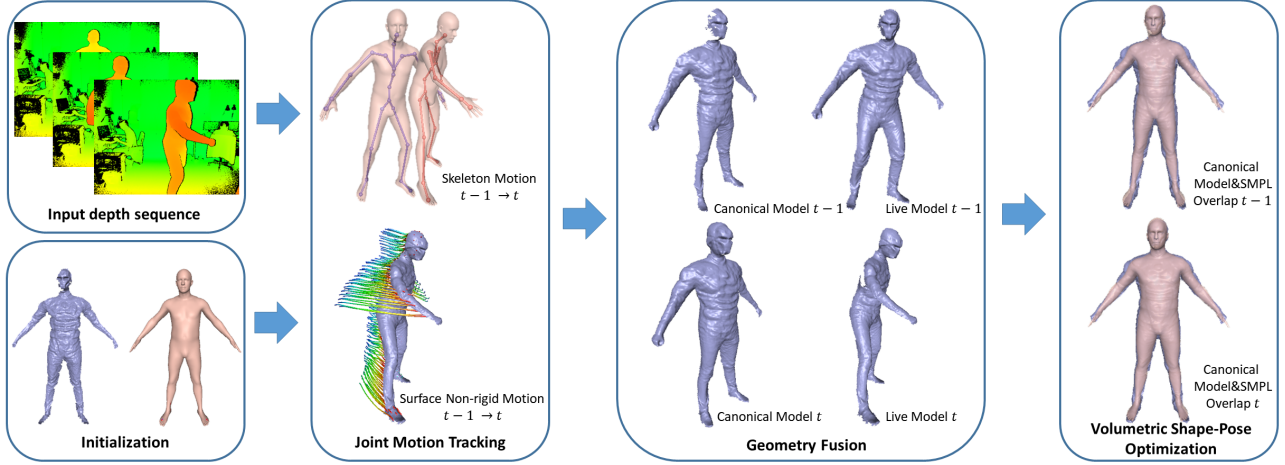 Input depth sequence
Initialization
Skeleton Motion
t − 1 → t
Surface Non-rigid Motion
t − 1 → t
Joint Motion Tracking
Canonical Model t − 1
Live Model t − 1
Canonical Model t
Live Model t
Geometry Fusion
Canonical
Model&SMPL
Overlap t − 1
Canonical
Model&SMPL
Overlap t
Volumetric Shape-Pose
Optimization